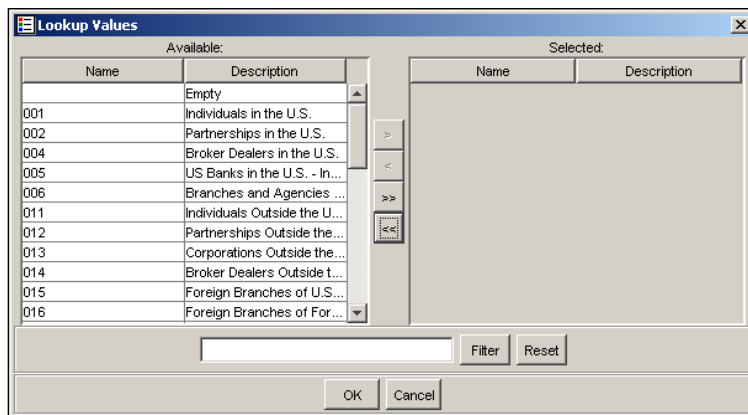 Lookup Values
Available: Selected:
Name Description Name Description
Empty
001 Individuals in the U.S.
002 Partnerships in the U.S.
004 Broker Dealers in the U.S.
005 US Banks in the U.S. - In...
006 Branches and Agencies ...
011 Individuals Outside the U...
012 Partnerships Outside the...
013 Corporations Outside the...
014 Broker Dealers Outside t...
015 Foreign Branches of U.S...
016 Foreign Branches of For...
>
<
>>
<<
Filter Reset
OK Cancel